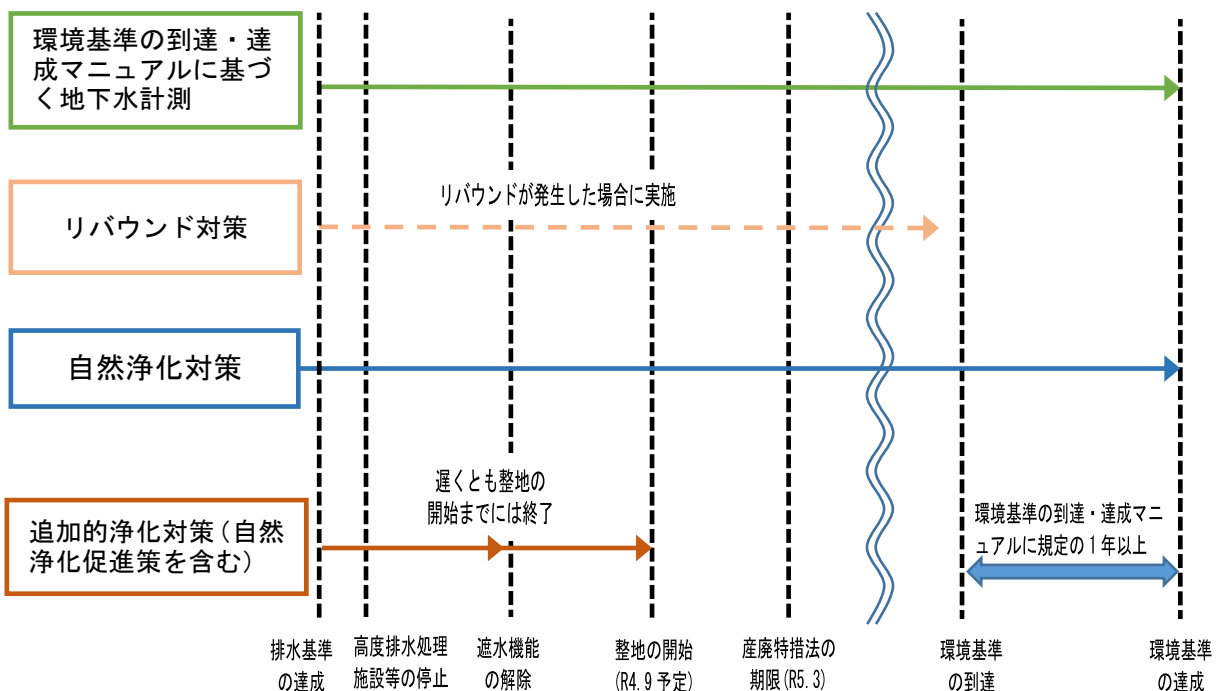 環境基準の到達・達
成マニュアルに基づ
く地下水計測
リバウンドが発生した場合に実施
リバウンド対策
自然浄化対策
遅くとも整地の
開始までには終了
追加的浄化対策(自然
浄化促進策を含む)
環境基準の到達・達成マニ
ュアルに規定の1年以上
排水基準
の達成
高度排水処理
施設等の停止
遮水機能
の解除
整地の開始
(R4.9予定)
産廃特措法の
期限(R5.3)
環境基準
の到達
環境基準
の達成